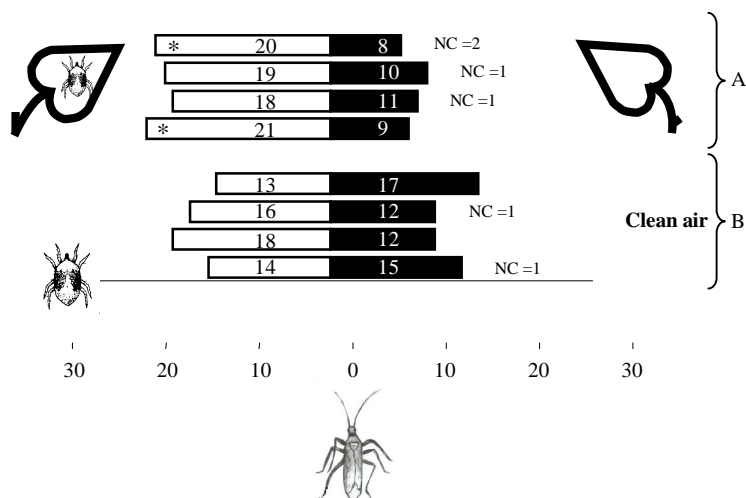 * 20 8 NC =2
19 10 NC =1
18 11 NC =1
* 21 9
A
13 17
16 12 NC =1
18 12
14 15 NC =1
Clean air
B
30 20 10 0 10 20 30